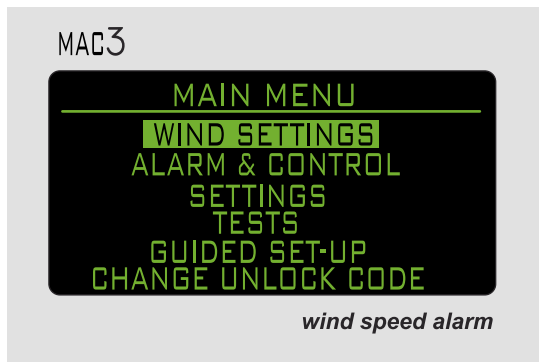 MAC3
MAIN MENU
WIND SETTINGS
ALARM & CONTROL
SETTINGS
TESTS
GUIDED SET-UP
CHANGE UNLOCK CODE
wind speed alarm